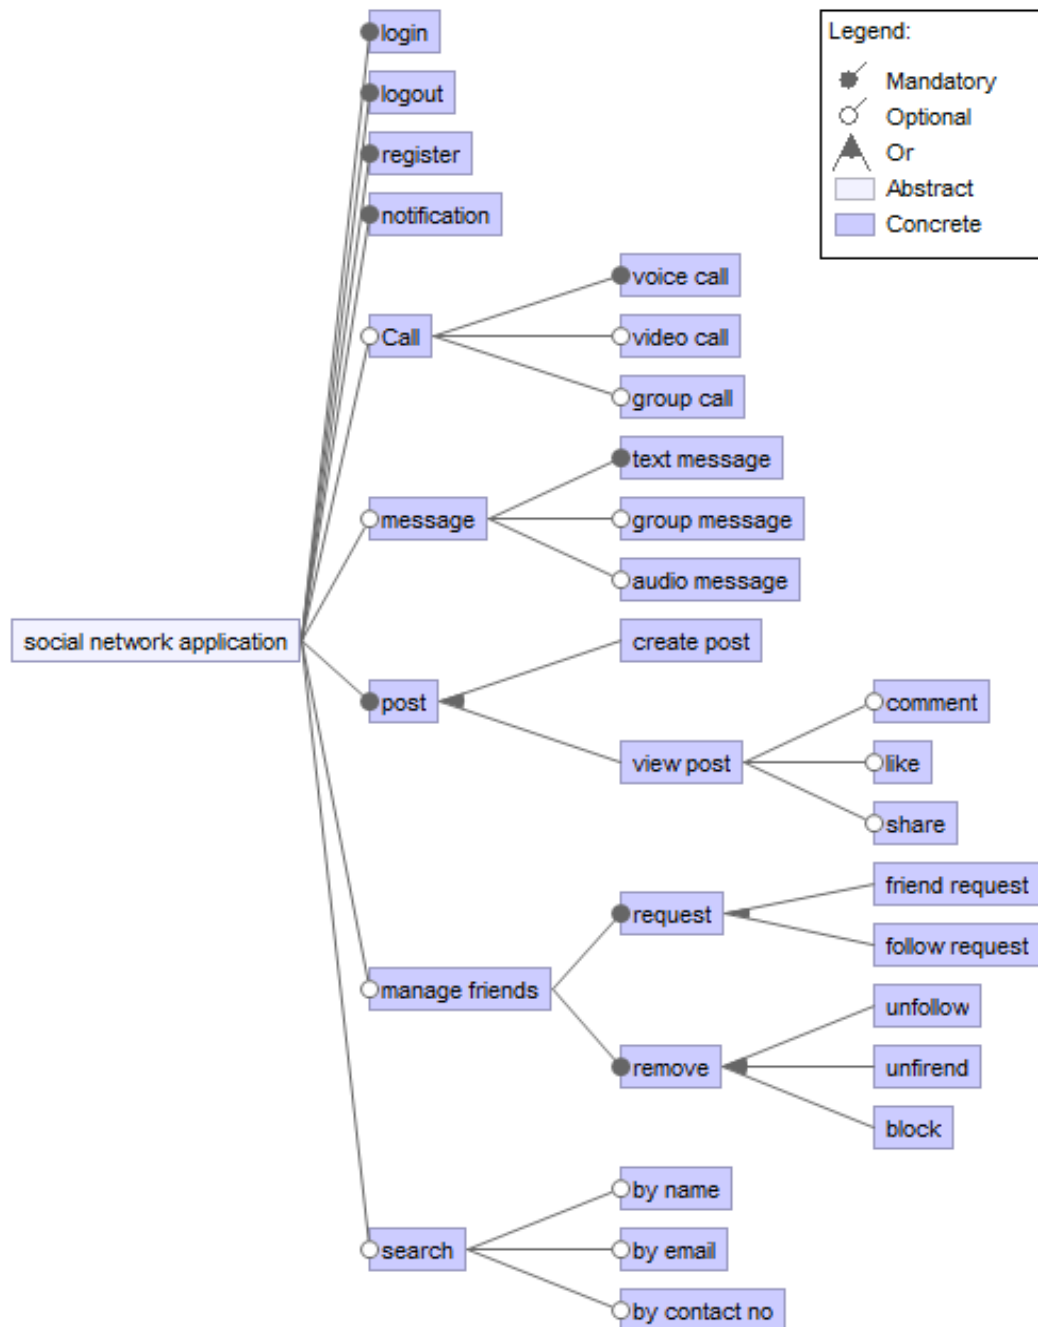 login
Legend:
logout
Mandatory
Optional
register
Or
Abstract
notification
Concrete
voice call
Call
video call
group call
text message
message
group message
audio message
social network application
create post
post
comment
view post
like
share
friend request
request
follow request
manage friends
unfollow
remove
unfirend
block
by name
search
by email
by contact no